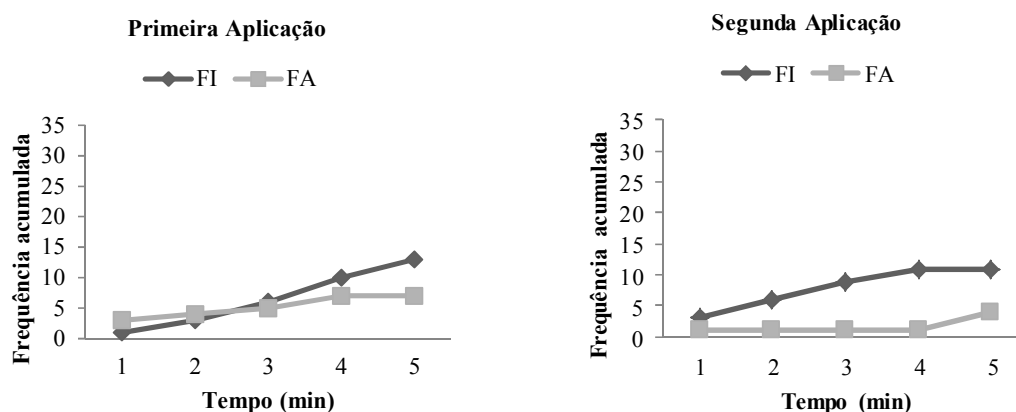 Primeira Aplicação
FI FA
Frequência acumulada
35
30
25
20
15
10
5
0
1 2 3 4 5
Tempo (min)
Segunda Aplicação
FI FA
Frequência acumulada
35
30
25
20
15
10
5
0
1 2 3 4 5
Tempo (min)